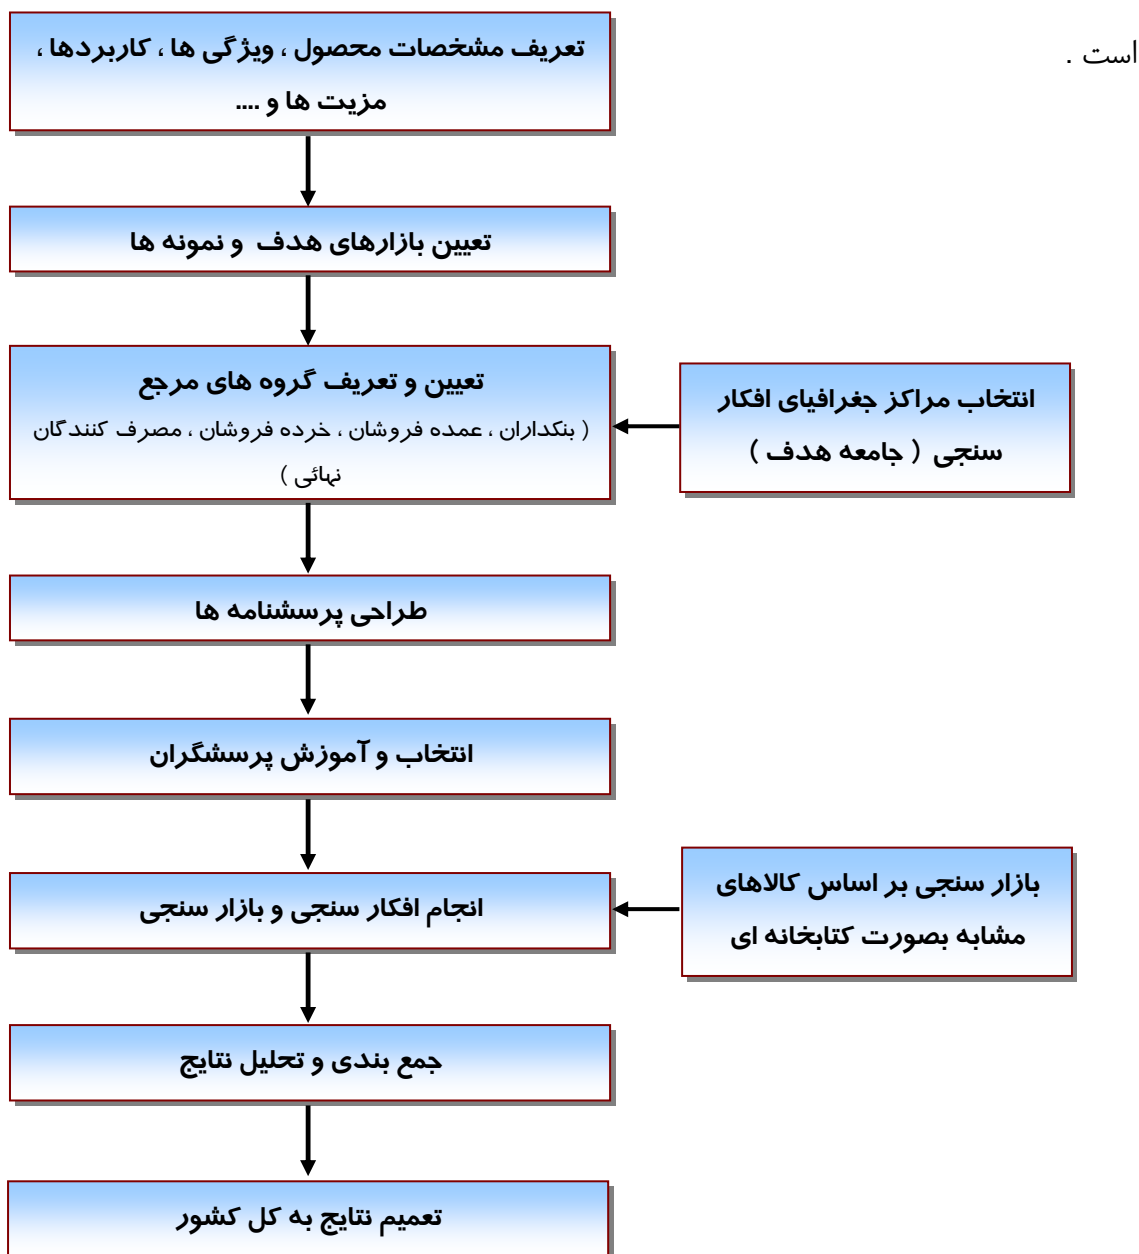 است .
تعریف مشخصات محصول ، ویژگی ها ، کاربردها ،
مزیت ها و ....
تعیین بازارهای هدف و نمونه ها
تعیین و تعریف گروه های مرجع
( بنکداران ، عمده فروشان ، خرده فروشان ، مصرف کنندگان
نهائی )
انتخاب مراکز جغرافیای افکار
سنجی ( جامعه هدف )
طراحی پرسشنامه ها
انتخاب و آموزش پرسشگران
انجام افکار سنجی و بازار سنجی
بازار سنجی بر اساس کالاهای
مشابه بصورت کتابخانه ای
جمع بندی و تحلیل نتایج
تعمیم نتایج به کل کشور